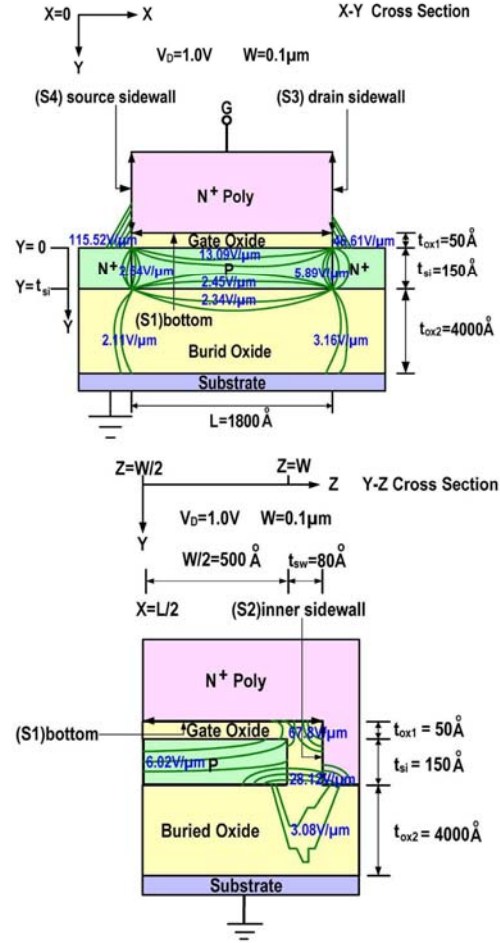 X=0 X X-Y Cross Section
Y VD=1.0V W=0.1μm
(S4) source sidewall G (S3) drain sidewall
N+ Poly
115.52V/μm Gate Oxide
Y= 0 13.09V/μm tox1=50Å
N+ P 5.89V/μm N+ tsi=150Å
Y=tsi 2.45V/μm
2.34V/μm
Y (S1)bottom
2.11V/μm 3.16V/μm tox2=4000Å
Burid Oxide
Substrate
L=1800Å
Z=W/2 Z=W
Z Y-Z Cross Section
VD=1.0V W=0.1μm
Y
W/2=500 Å tsw=80Å
X=L/2 (S2)inner sidewall
N+ Poly
(S1)bottom Gate Oxide 67.8V/μm tox1 = 50Å
6.02V/μm P tsi = 150Å
28.12V/μm
Buried Oxide 3.08V/μm tox2 = 4000Å
Substrate